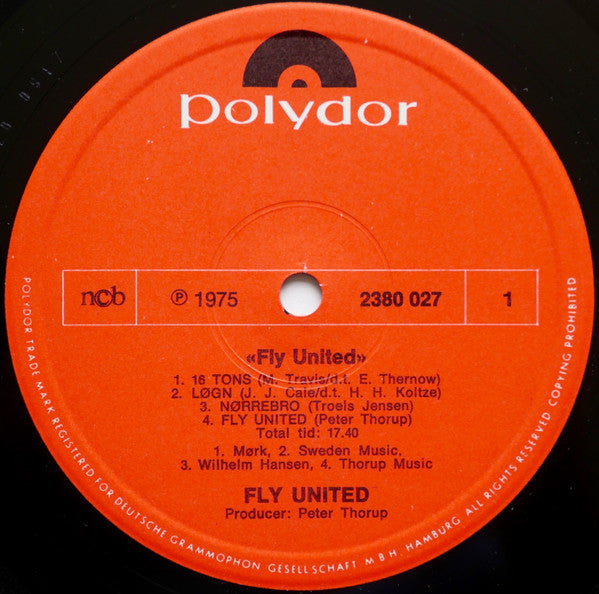 polydor
ncb
℗ 1975
2380 027
1
«Fly United»
1. 16 TONS (M. Travis/d.t. E. Thernow)
2. LØGN (J. J. Cale/d.t. H. H. Koltze)
3. NØRREBRO (Troels Jensen)
4. FLY UNITED (Peter Thorup)
Total tid: 17.40
1. Mørk, 2. Sweden Music,
3. Wilhelm Hansen, 4. Thorup Music
FLY UNITED
Producer: Peter Thorup
POLYDOR TRADE MARK REGISTERED FOR DEUTSCHE GRAMMOPHON GESELLSCHAFT M B H. HAMBURG ALL RIGHTS RESERVED COPYING PROHIBITED